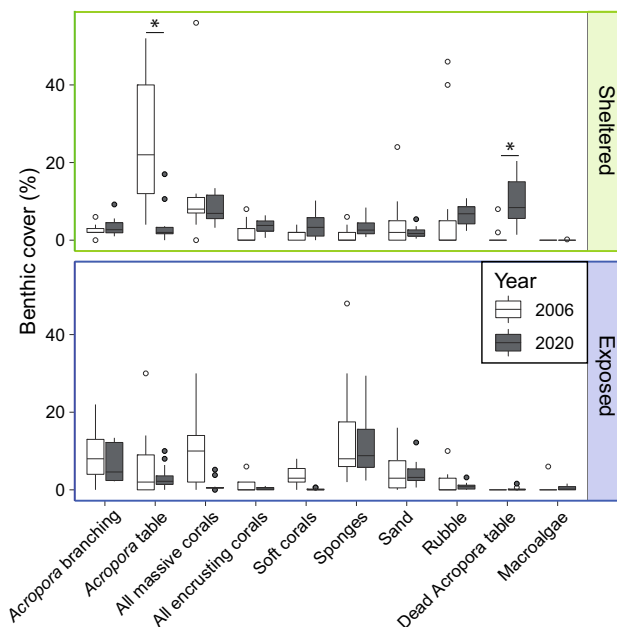 *
*
40
20
0
Sheltered
Benthic cover (%)
Year
2006
2020
40
20
0
Exposed
Acropora branching
Acropora table
All massive corals
All encrusting corals
Soft corals
Sponges
Sand
Rubble
Dead Acropora table
Macroalgae